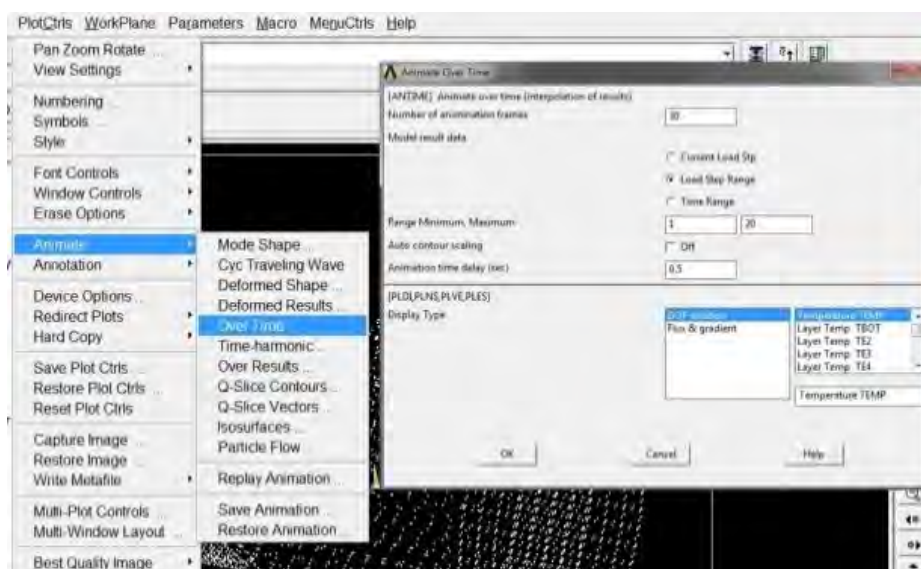 PlotCtrls WorkPlane Parameters Macro MenuCtrls Help
Pan Zoom Rotate ...
View Settings
Numbering ...
Symbols ...
Style
Font Controls
Window Controls
Erase Options
Animate
Annotation
Device Options ...
Redirect Plots
Hard Copy
Save Plot Ctrls ...
Restore Plot Ctrls ...
Reset Plot Ctrls
Capture Image ...
Restore Image ...
Write Metafile
Multi-Plot Controls ...
Multi-Window Layout ...
Best Quality Image
Mode Shape ...
Cyc Traveling Wave ...
Deformed Shape ...
Deformed Results ...
Over Time ...
Time-harmonic ...
Over Results ...
Q-Slice Contours ...
Q-Slice Vectors ...
Isosurfaces ...
Particle Flow ...
Replay Animation ...
Save Animation ...
Restore Animation ...
Animate Over Time
[ANTIME] Animate over time (interpolation of results)
Number of animation frames
10
Model result data
Current Load Stp
Load Step Range
Time Range
Range Minimum, Maximum
1 20
Auto contour scaling
Off
Animation time delay (sec)
0.5
[PLDI,PLNS,PLVE,PLES]
Display Type
DOF solution
Flux & gradient
Temperature TEMP
Layer Temp TBOT
Layer Temp TE2
Layer Temp TE3
Layer Temp TE4
Temperature TEMP
OK Cancel Help